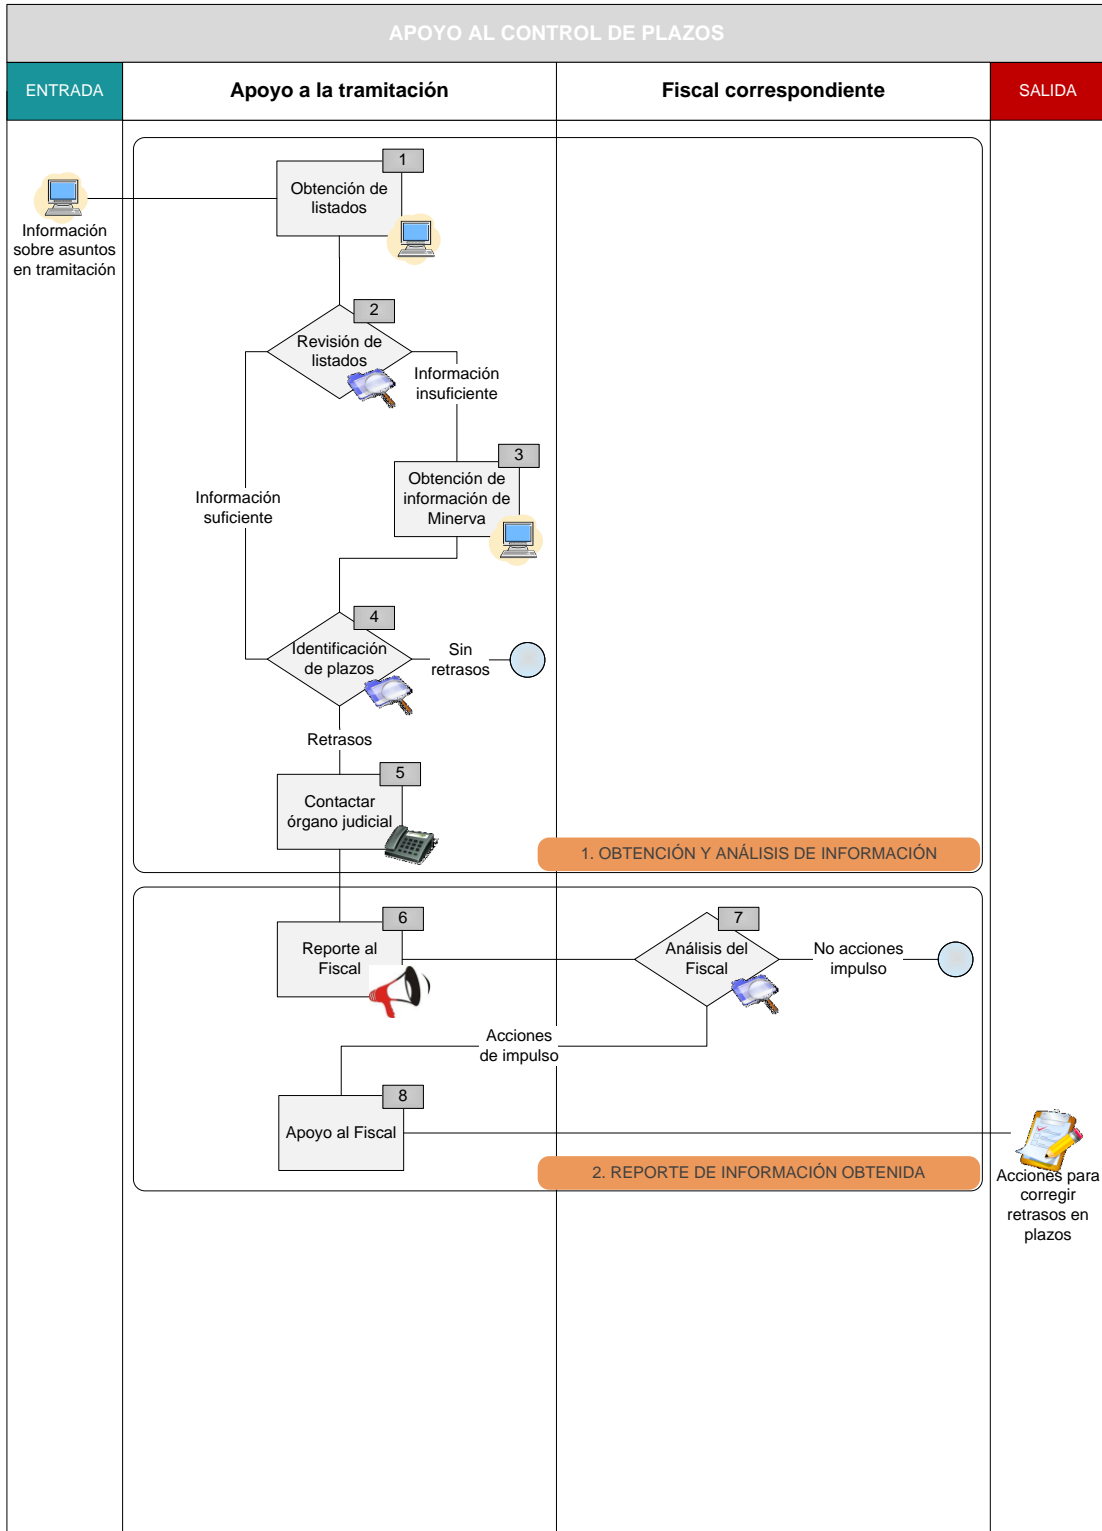 APOYO AL CONTROL DE PLAZOS
ENTRADA
Apoyo a la tramitación
Fiscal correspondiente
SALIDA
1
Obtención de
listados
Información
sobre asuntos
en tramitación
2
Revisión de
listados
Información
insuficiente
3
Obtención de
información de
Minerva
Información
suficiente
4
Identificación
de plazos
Sin
retrasos
Retrasos
5
Contactar
órgano judicial
1. OBTENCIÓN Y ANÁLISIS DE INFORMACIÓN
6
Reporte al
Fiscal
7
Análisis del
Fiscal
No acciones
impulso
Acciones
de impulso
8
Apoyo al Fiscal
2. REPORTE DE INFORMACIÓN OBTENIDA
Acciones para
corregir
retrasos en
plazos